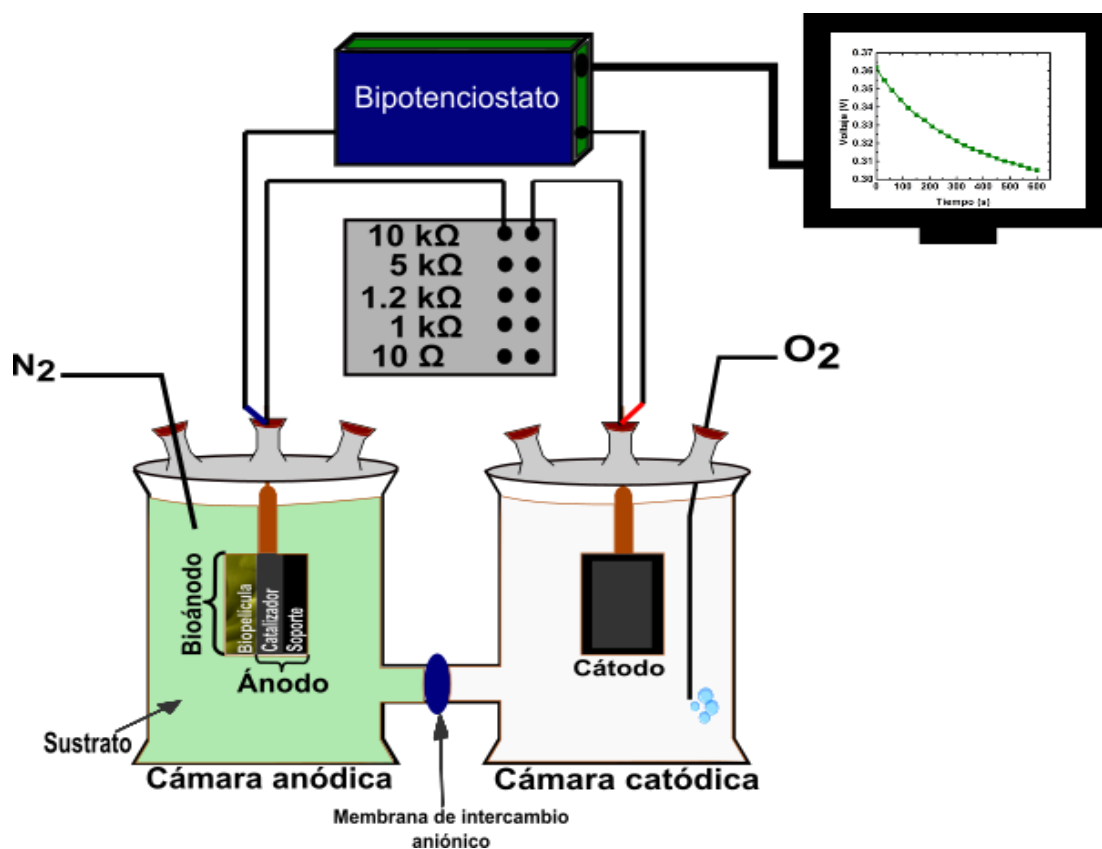 Bipotenciostato
0.37
0.36
0.35
0.34
0.33
0.32
0.31
0.30
Voltaje (V)
0 100 200 300 400 500 600
Tiempo (s)
10 kΩ
5 kΩ
1.2 kΩ
1 kΩ
10 Ω
N2
O2
Bioánodo
Biopelícula
Catalizador
Soporte
Ánodo
Cátodo
Sustrato
Cámara anódica
Cámara catódica
Membrana de intercambio
aniónico